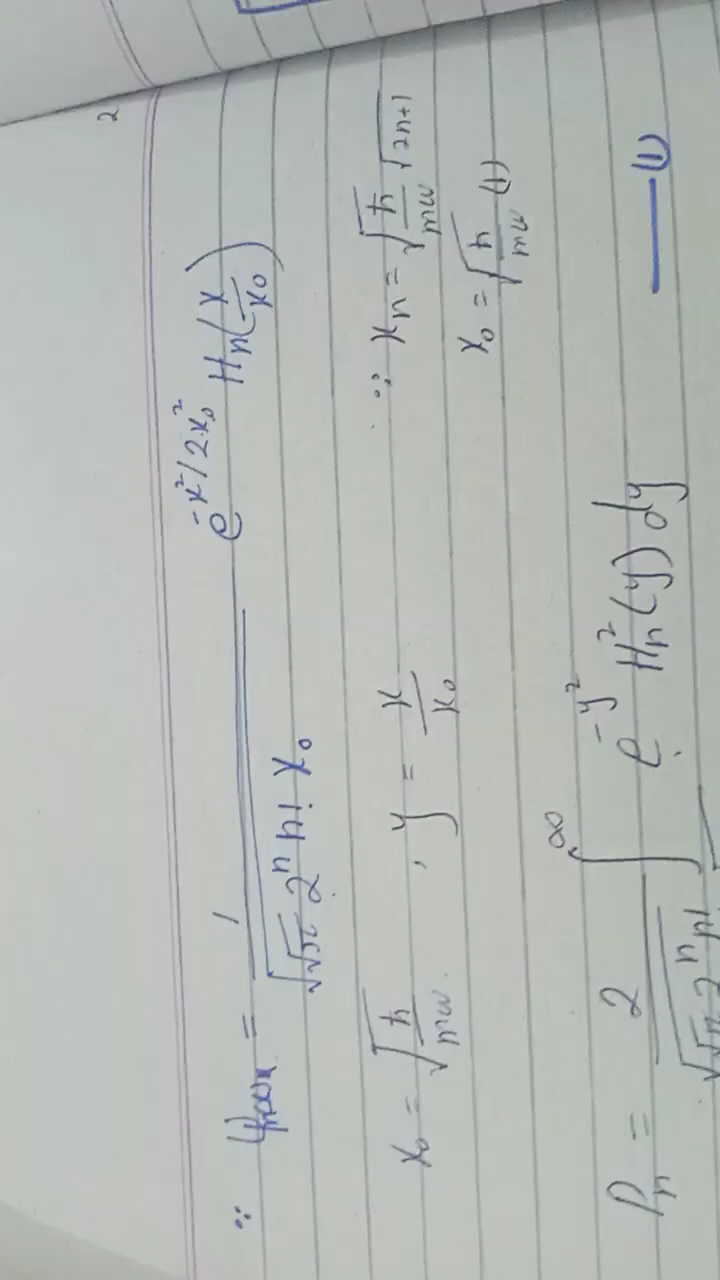 2
∵ ψₙ₍ₓ₎ = 1 / √(√π 2ⁿ n! x₀) e^(-x²/2x₀²) Hₙ(x/x₀)
x₀ = √(ħ/mω) , y = x/x₀ ∵ xₙ = √(ħ/mω) √(2n+1)
x₀ = √(ħ/mω) (1)
Pₙ = 2 / √(√π 2ⁿ n!) ∫^∞ e^(-y²) Hₙ²(y) dy —— (1)